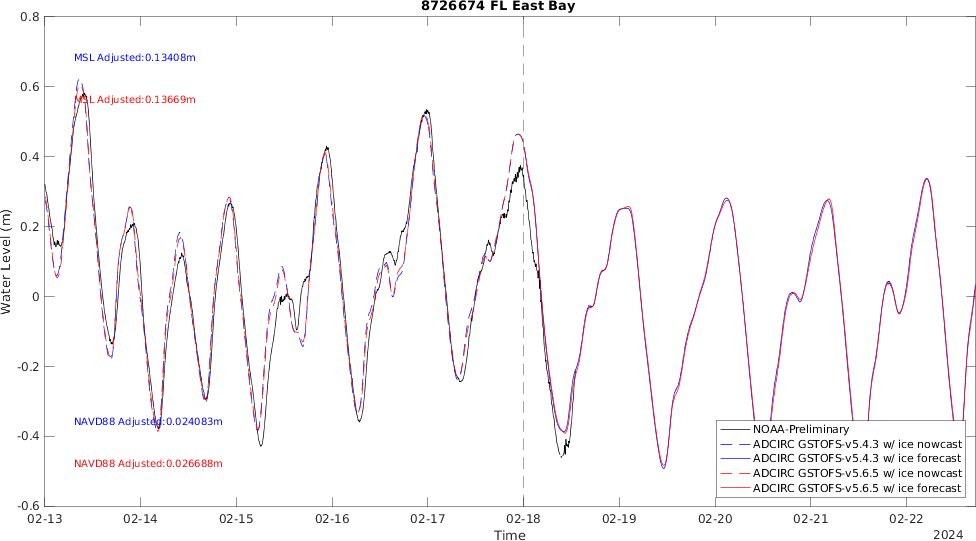 8726674 FL East Bay
0.8
0.6
0.4
0.2
0
-0.2
-0.4
-0.6
Water Level (m)
MSL Adjusted:0.13408m
MSL Adjusted:0.13669m
NAVD88 Adjusted:0.024083m
NAVD88 Adjusted:0.026688m
NOAA-Preliminary
ADCIRC GSTOFS-v5.4.3 w/ ice nowcast
ADCIRC GSTOFS-v5.4.3 w/ ice forecast
ADCIRC GSTOFS-v5.6.5 w/ ice nowcast
ADCIRC GSTOFS-v5.6.5 w/ ice forecast
02-13 02-14 02-15 02-16 02-17 02-18 02-19 02-20 02-21 02-22
Time
2024